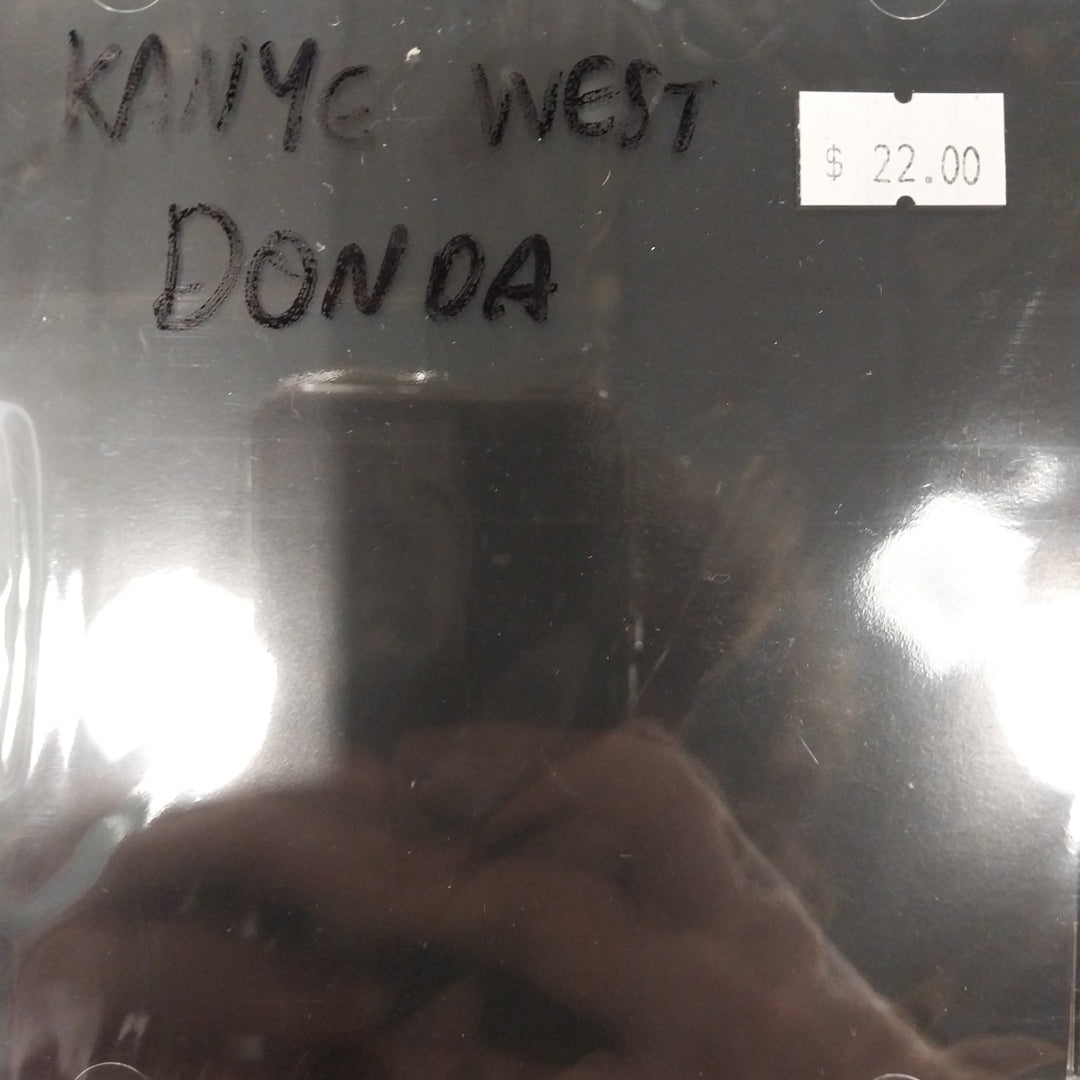 KANYE WEST
$ 22.00
DONDA